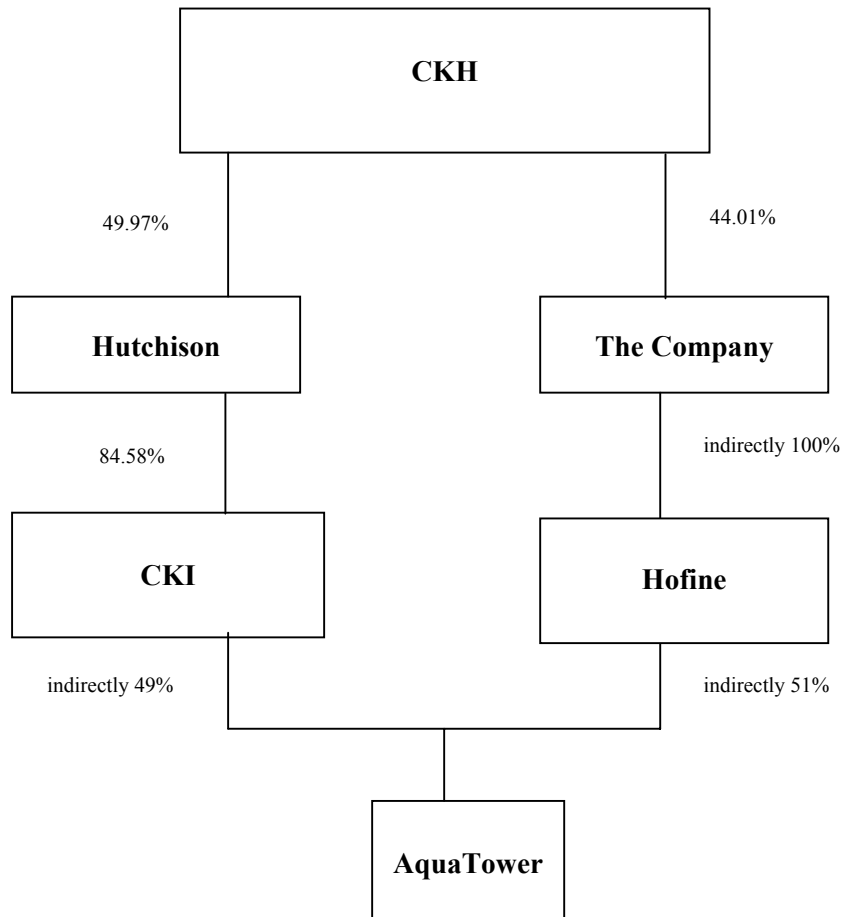 CKH
49.97%
44.01%
Hutchison
The Company
84.58%
indirectly 100%
CKI
Hofine
indirectly 49%
indirectly 51%
AquaTower